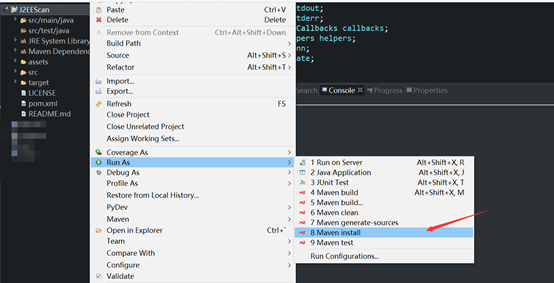 J2EEScan
src/main/java
src/test/java
JRE System Library
Maven Dependenc
assets
src
target
LICENSE
pom.xml
README.md
Paste Ctrl+V
Delete Delete
Remove from Context Ctrl+Alt+Shift+Down
Build Path
Source Alt+Shift+S
Refactor Alt+Shift+T
Import...
Export...
Refresh F5
Close Project
Close Unrelated Project
Assign Working Sets...
Coverage As
Run As
Debug As
Profile As
Restore from Local History...
PyDev
Maven
Open in Explorer Ctrl+`
Team
Compare With
Configure
Validate
tdout;
tderr;
Callbacks callbacks;
pers helpers;
nn;
ate;
Search Console Progress Properties
1 Run on Server Alt+Shift+X, R
2 Java Application Alt+Shift+X, J
3 JUnit Test Alt+Shift+X, T
4 Maven build Alt+Shift+X, M
5 Maven build...
6 Maven clean
7 Maven generate-sources
8 Maven install
9 Maven test
Run Configurations...